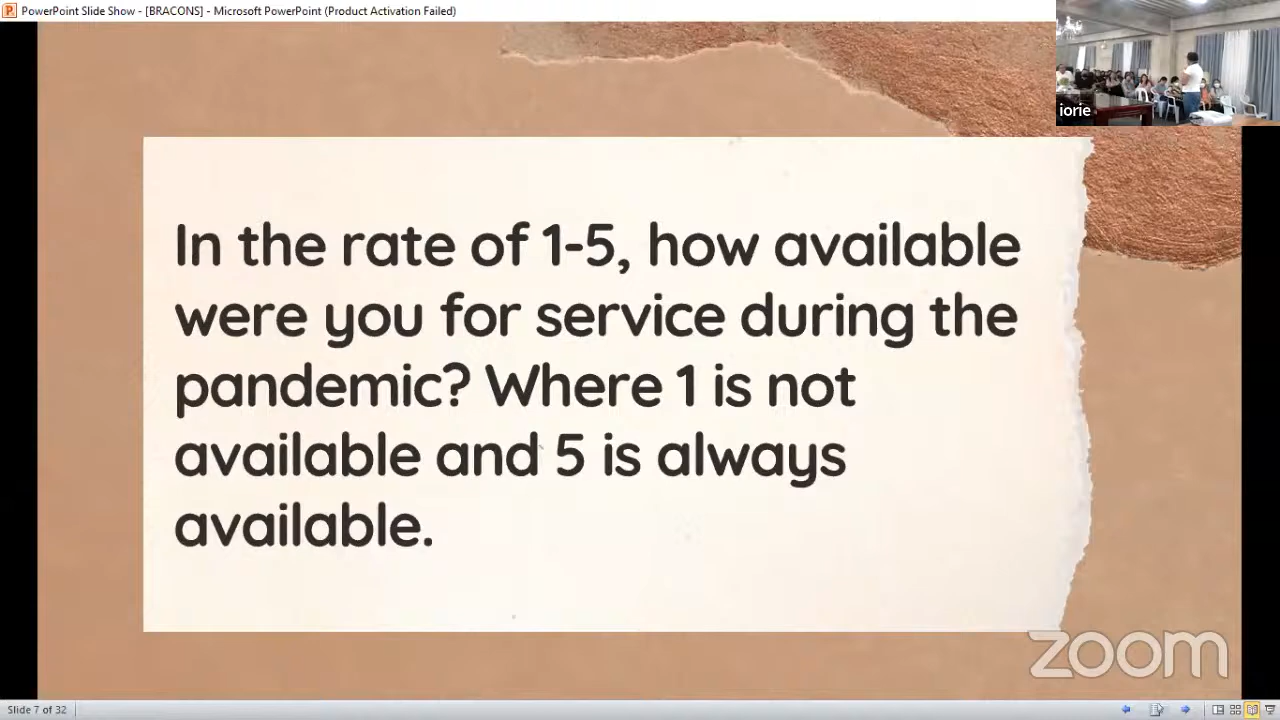 PowerPoint Slide Show - [BRACONS] - Microsoft PowerPoint (Product Activation Failed)
iorie
In the rate of 1-5, how available
were you for service during the
pandemic? Where 1 is not
available and 5 is always
available.
zoom
Slide 7 of 32